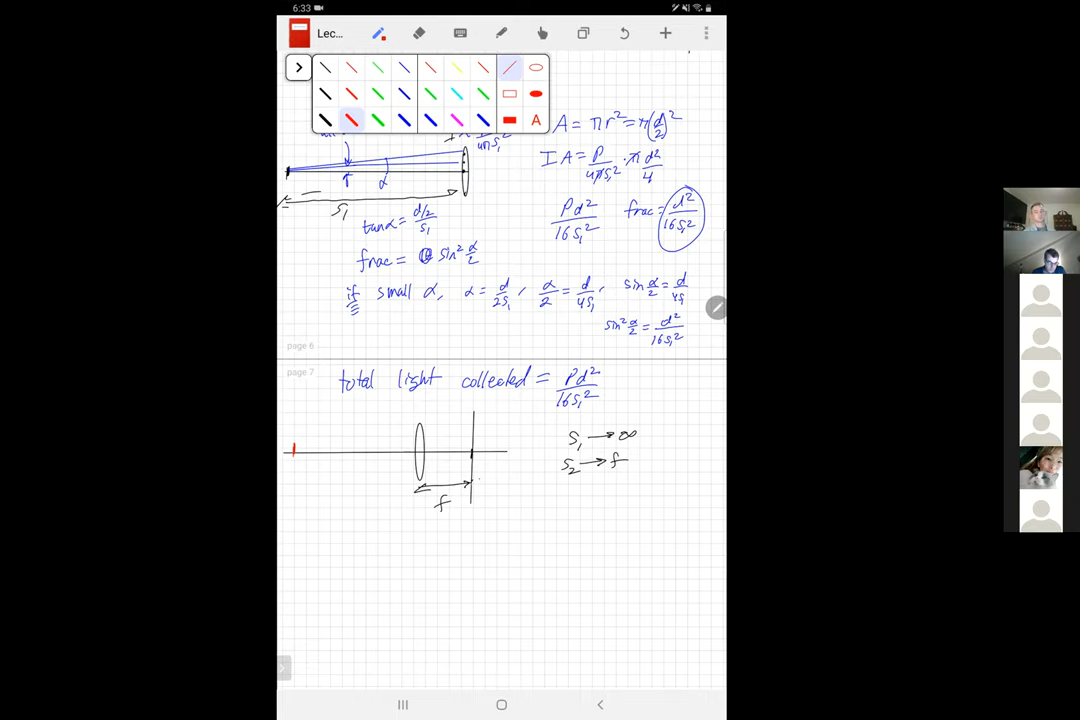 6:33
Lec...
A
A = πr² = π(d/2)²
4πs₁²
IA = P/4πs₁² · πd²/4
α
s₁
tanα = d/2/s₁
Pd²/16s₁² frac = d²/16s₁²
frac = sin² α/2
if small α, α = d/2s₁, α/2 = d/4s₁, sin α/2 = d/4s₁
sin² α/2 = d²/16s₁²
page 6
page 7
total light collected = Pd²/16s₁²
s₁ → ∞
s₂ → f
f